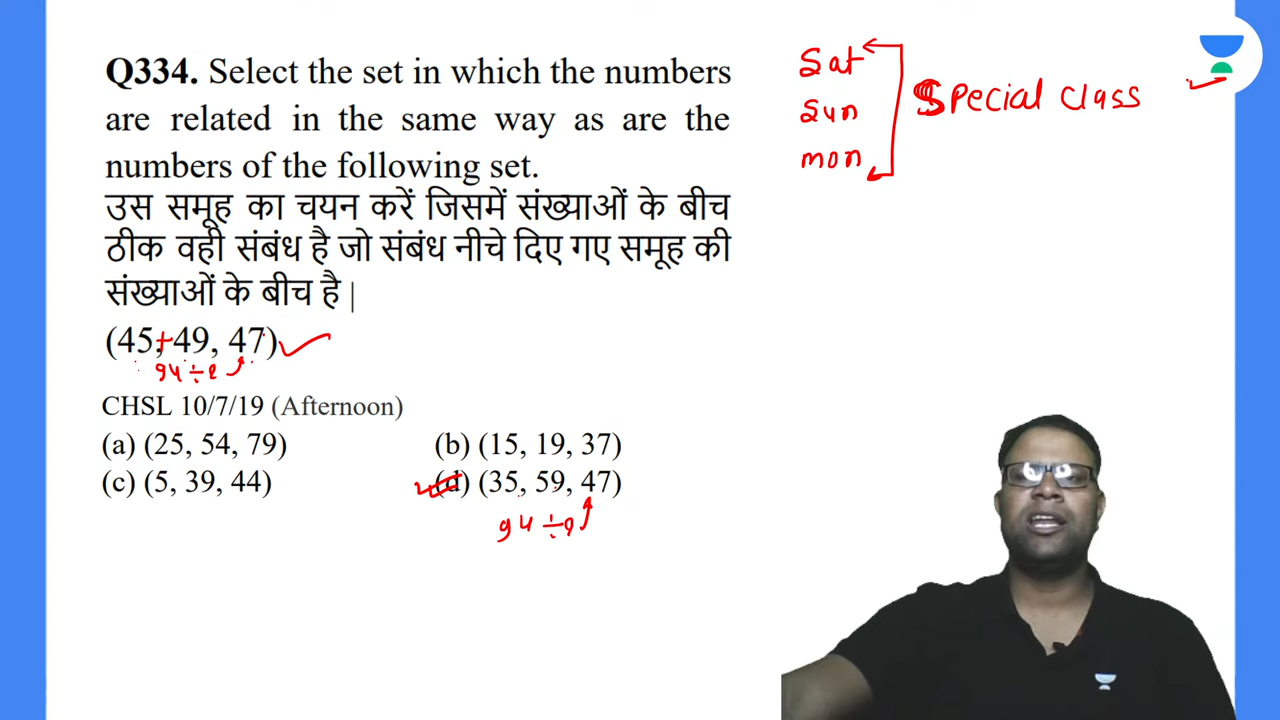 Q334. Select the set in which the numbers
are related in the same way as are the
numbers of the following set.
उस समूह का चयन करें जिसमें संख्याओं के बीच
ठीक वही संबंध है जो संबंध नीचे दिए गए समूह की
संख्याओं के बीच है |
(45, + 49, 47)
94 ÷ 2
CHSL 10/7/19 (Afternoon)
(a) (25, 54, 79) (b) (15, 19, 37)
(c) (5, 39, 44) (d) (35, 59, 47)
94 ÷ 2
Sat
Sun
mon
Special class